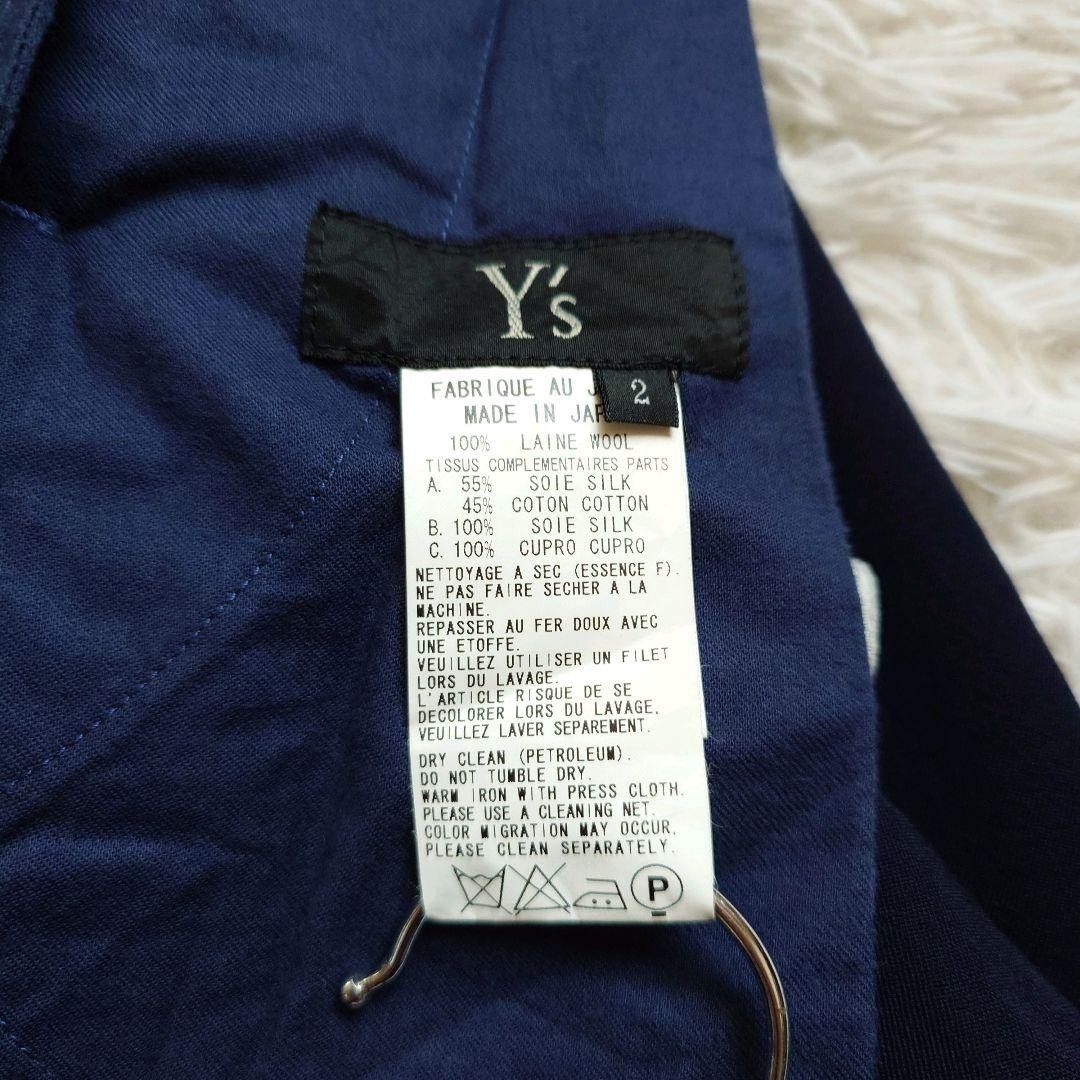 Y's
2
FABRIQUE AU J
MADE IN JAP
100% LAINE WOOL
TISSUS COMPLEMENTAIRES PARTS
A. 55% SOIE SILK
45% COTON COTTON
B. 100% SOIE SILK
C. 100% CUPRO CUPRO
NETTOYAGE A SEC (ESSENCE F).
NE PAS FAIRE SECHER A LA
MACHINE.
REPASSER AU FER DOUX AVEC
UNE ETOFFE.
VEUILLEZ UTILISER UN FILET
LORS DU LAVAGE.
L'ARTICLE RISQUE DE SE
DECOLORER LORS DU LAVAGE.
VEUILLEZ LAVER SEPAREMENT.
DRY CLEAN (PETROLEUM).
DO NOT TUMBLE DRY.
WARM IRON WITH PRESS CLOTH.
PLEASE USE A CLEANING NET.
COLOR MIGRATION MAY OCCUR,
PLEASE CLEAN SEPARATELY.
P